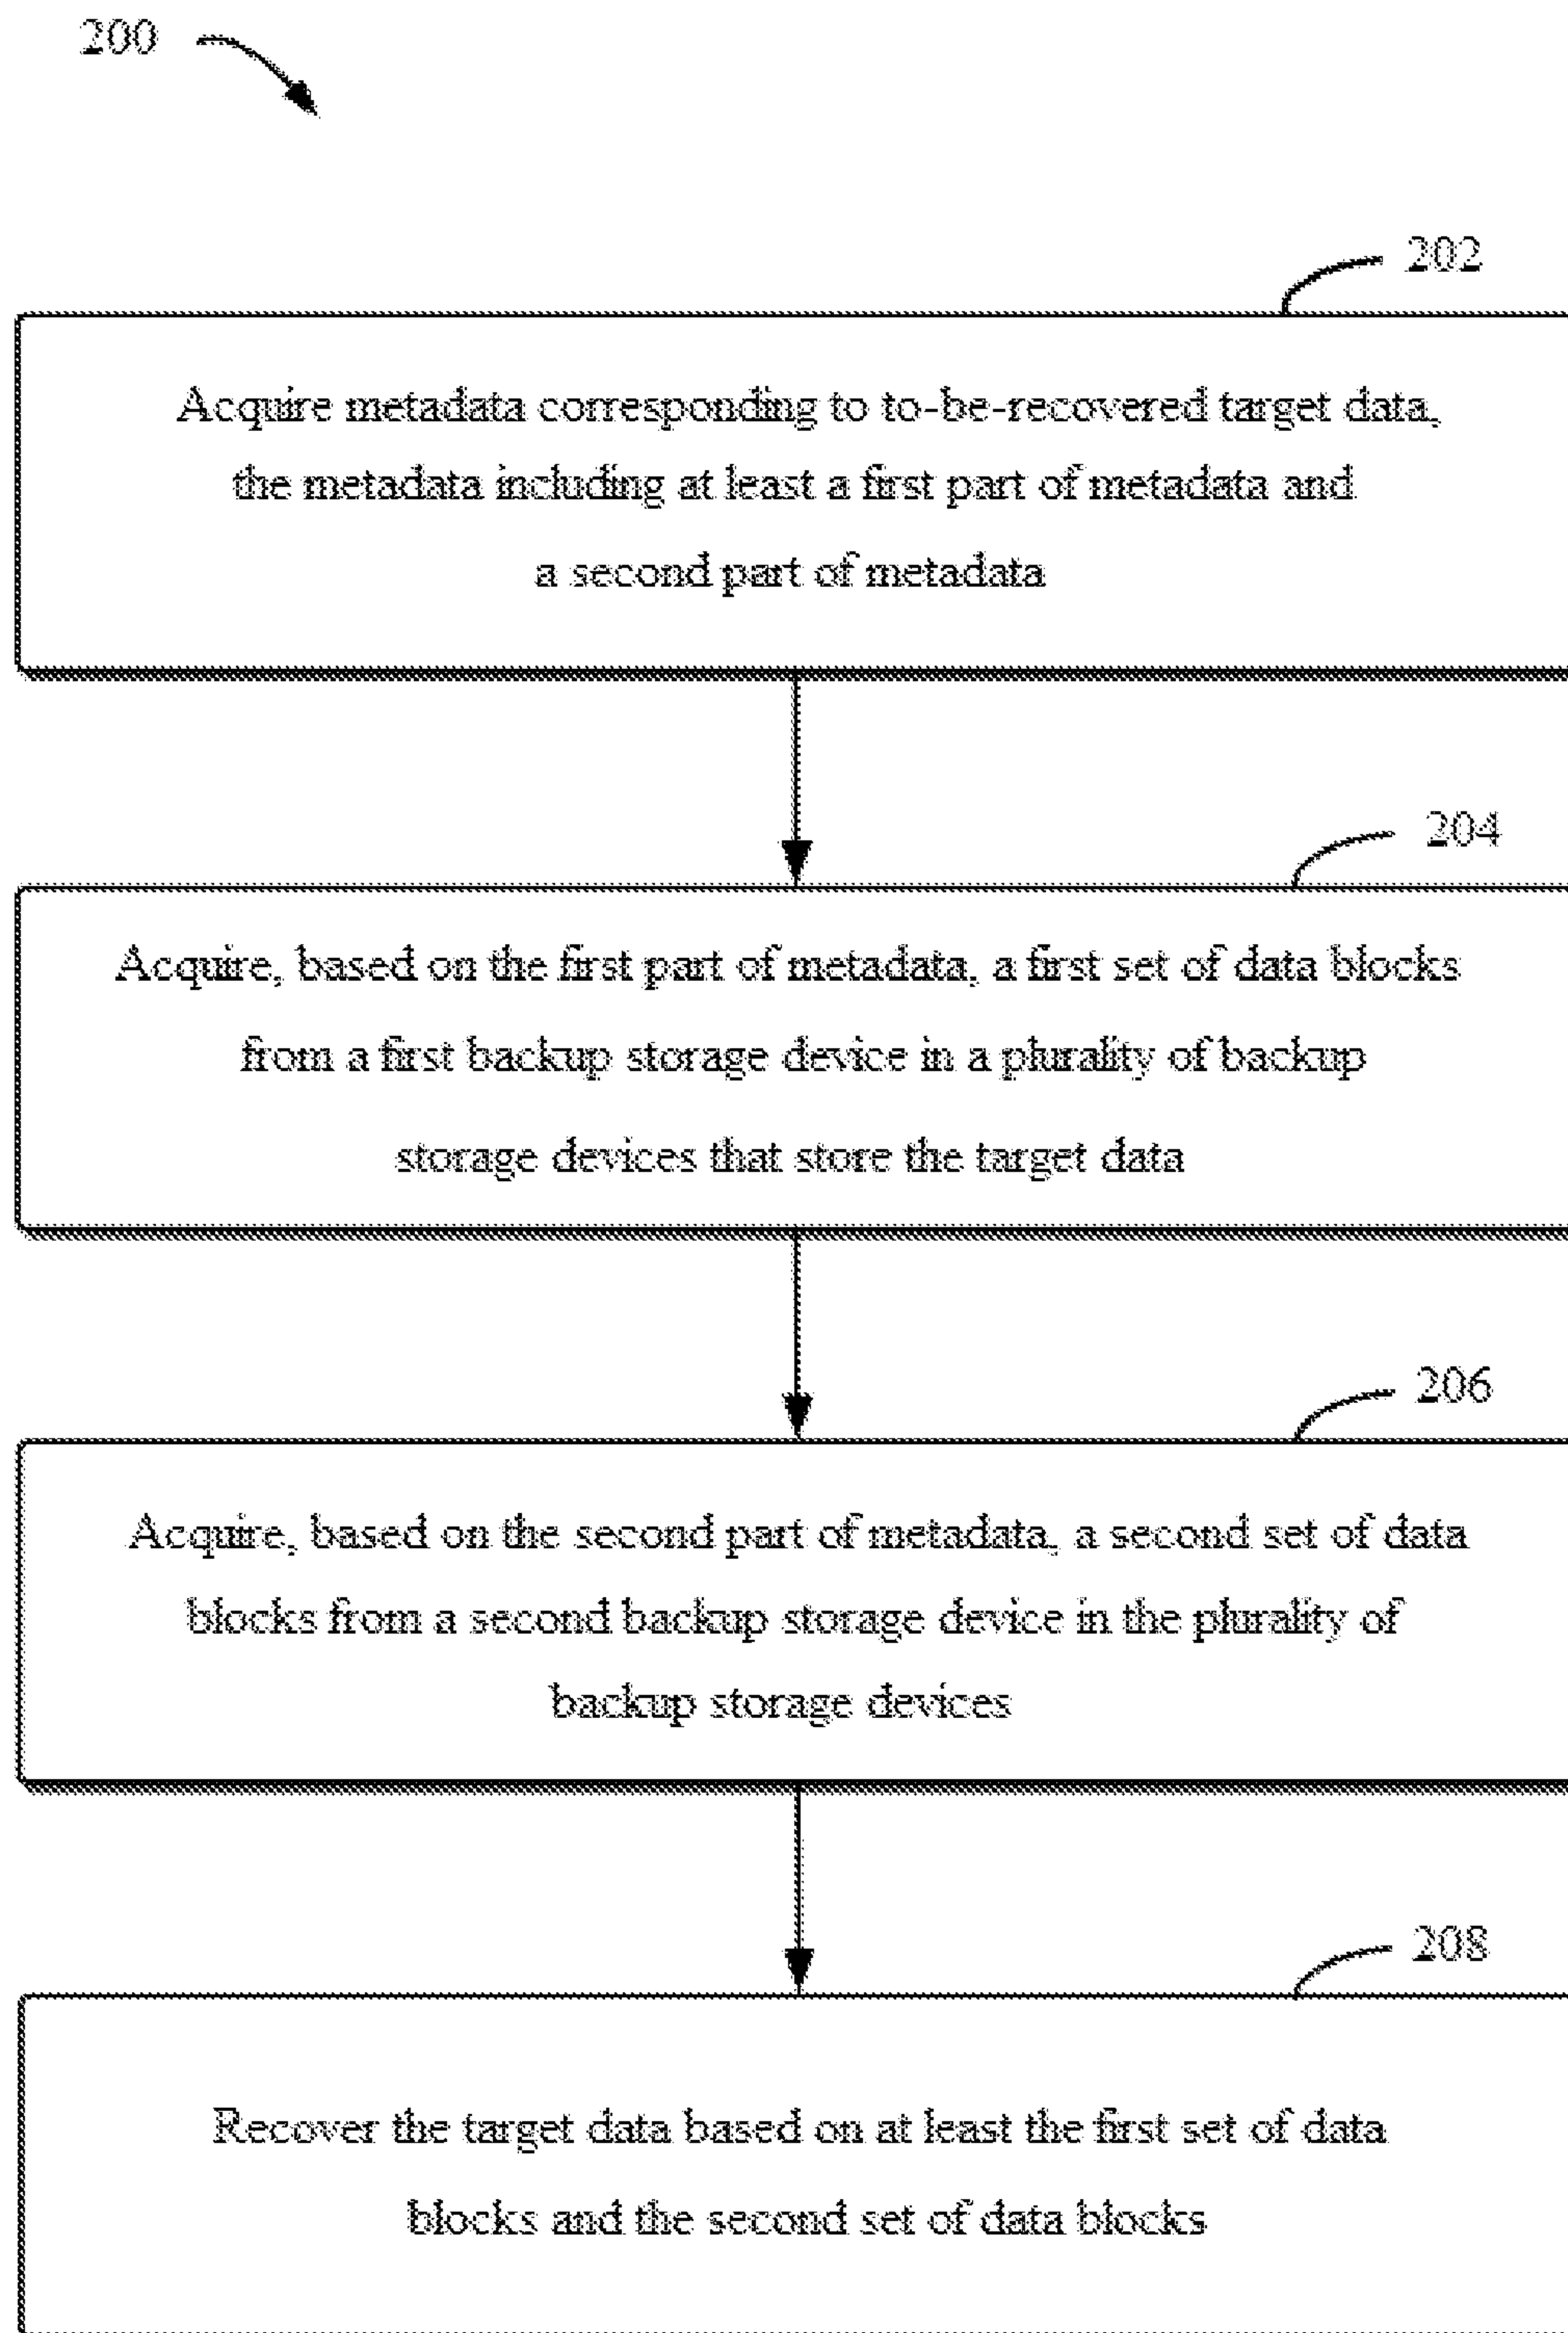 200
202
Acquire metadata corresponding to to-be-recovered target data,
the metadata including at least a first part of metadata and
a second part of metadata
204
Acquire, based on the first part of metadata, a first set of data blocks
from a first backup storage device in a plurality of backup
storage devices that store the target data
206
Acquire, based on the second part of metadata, a second set of data
blocks from a second backup storage device in the plurality of
backup storage devices
208
Recover the target data based on at least the first set of data
blocks and the second set of data blocks